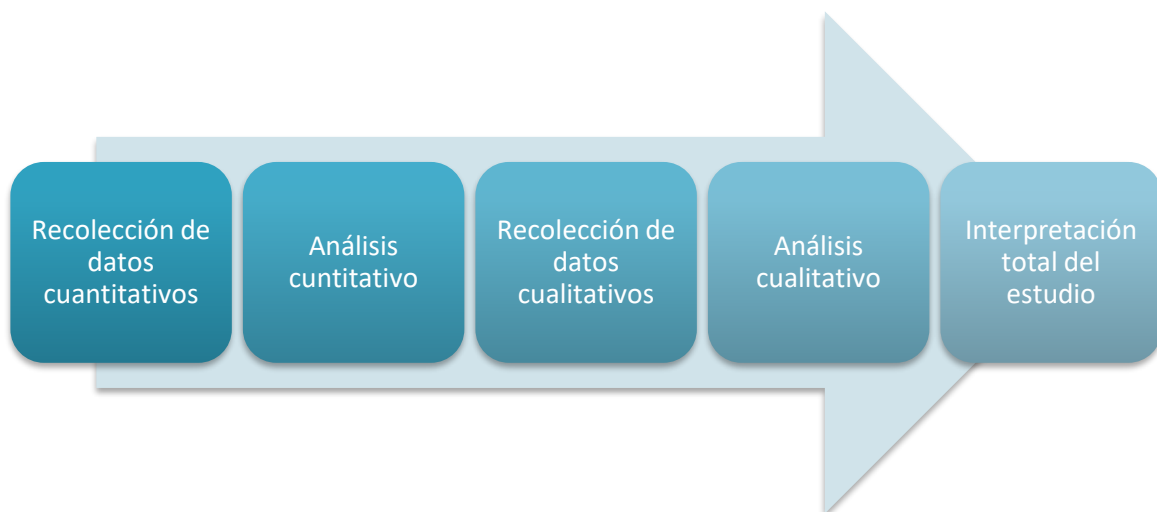 Recolección de
datos
cuantitativos
Análisis
cuntitativo
Recolección de
datos
cualitativos
Análisis
cualitativo
Interpretación
total del
estudio